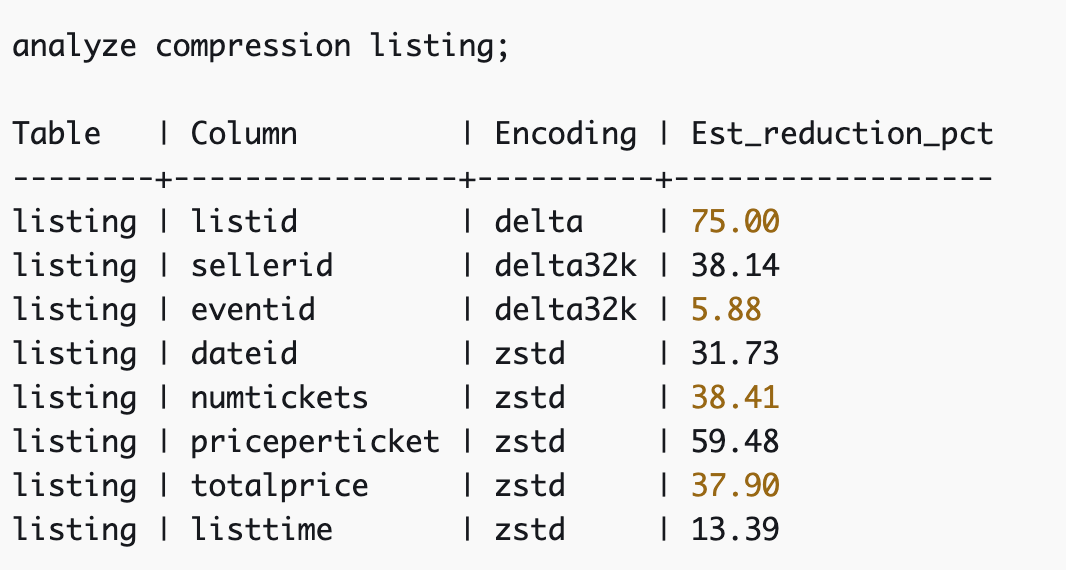 analyze compression listing;
Table   | Column         | Encoding | Est_reduction_pct
--------+----------------+----------+------------------
listing | listid         | delta    | 75.00
listing | sellerid       | delta32k | 38.14
listing | eventid        | delta32k | 5.88
listing | dateid         | zstd     | 31.73
listing | numtickets     | zstd     | 38.41
listing | priceperticket | zstd     | 59.48
listing | totalprice     | zstd     | 37.90
listing | listtime       | zstd     | 13.39